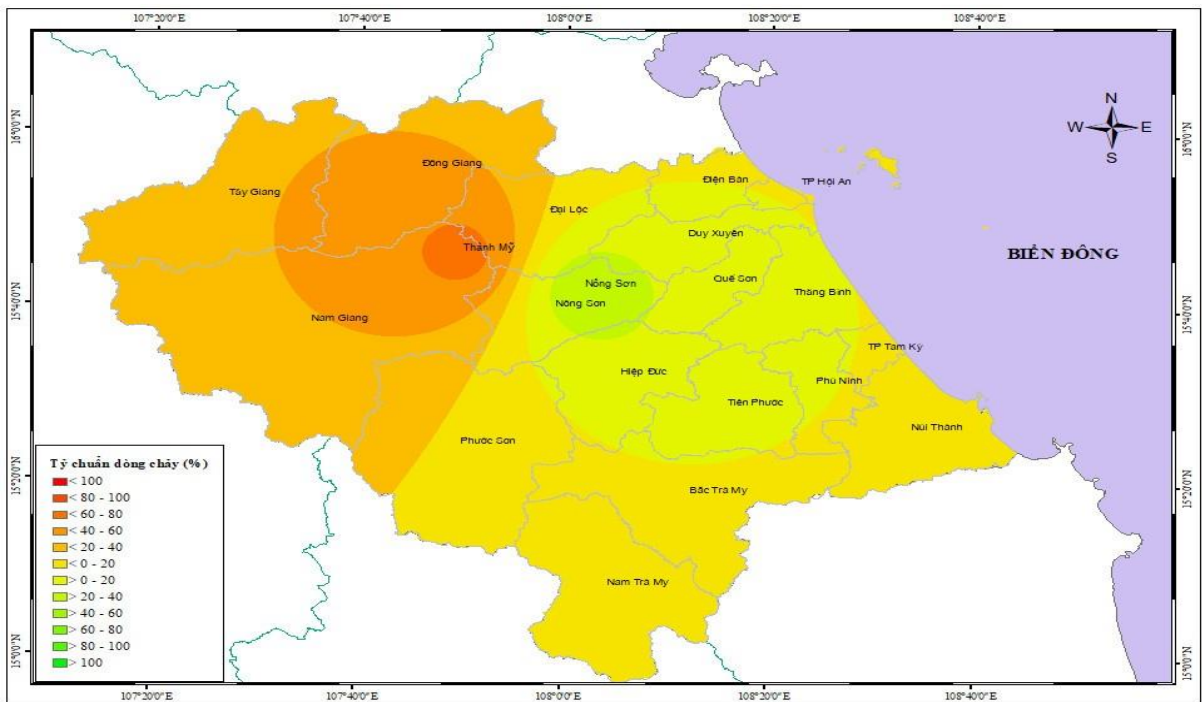 107°20'0"E 107°40'0"E 108°0'0"E 108°20'0"E 108°40'0"E
16°0'0"N 16°0'0"N
N
W E
S
Đông Giang
Tây Giang
Điện Bàn
TP Hội An
Đại Lộc
Duy Xuyên
Thành Mỹ
BIỂN ĐÔNG
Quế Sơn
Nông Sơn
Thăng Bình
Nông Sơn
15°40'0"N 15°40'0"N
Nam Giang
TP Tam Kỳ
Hiệp Đức
Phú Ninh
Tiên Phước
Núi Thành
Phước Sơn
Bắc Trà My
15°20'0"N 15°20'0"N
Nam Trà My
Tỷ chuẩn dòng chảy (%)
< 100
< 80 - 100
< 60 - 80
< 40 - 60
< 20 - 40
< 0 - 20
> 0 - 20
> 20 - 40
> 40 - 60
> 60 - 80
> 80 - 100
> 100
15°0'0"N 15°0'0"N
107°20'0"E 107°40'0"E 108°0'0"E 108°20'0"E 108°40'0"E